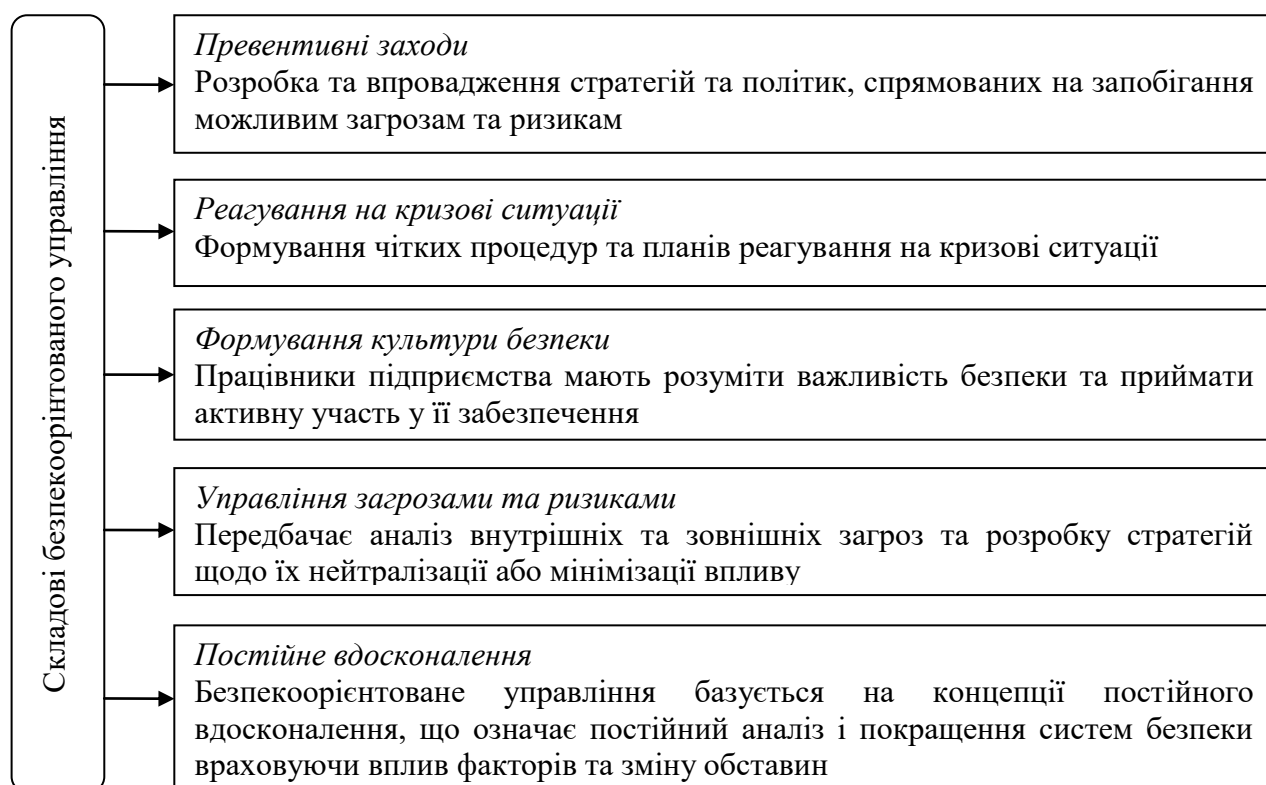 Складові безпекоорінтованого управління
Превентивні заходи
Розробка та впровадження стратегій та політик, спрямованих на запобігання
можливим загрозам та ризикам
Реагування на кризові ситуації
Формування чітких процедур та планів реагування на кризові ситуації
Формування культури безпеки
Працівники підприємства мають розуміти важливість безпеки та приймати
активну участь у її забезпечення
Управління загрозами та ризиками
Передбачає аналіз внутрішніх та зовнішніх загроз та розробку стратегій
щодо їх нейтралізації або мінімізації впливу
Постійне вдосконалення
Безпекоорієнтоване управління базується на концепції постійного
вдосконалення, що означає постійний аналіз і покращення систем безпеки
враховуючи вплив факторів та зміну обставин